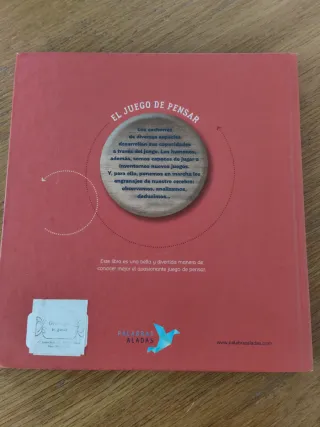 EL JUEGO DE PENSAR
Los cachorros
de diversas especies
desarrollan sus capacidades
a través del juego. Los humanos,
además, somos capaces de jugar a
inventarnos nuevos juegos.
Y, para ello, ponemos en marcha los
engranajes de nuestro cerebro:
observamos, analizamos,
deducimos...
Este libro es una bella y divertida manera de
conocer mejor el apasionante juego de pensar.
PALABRAS
ALADAS
www.palabrasaladas.com